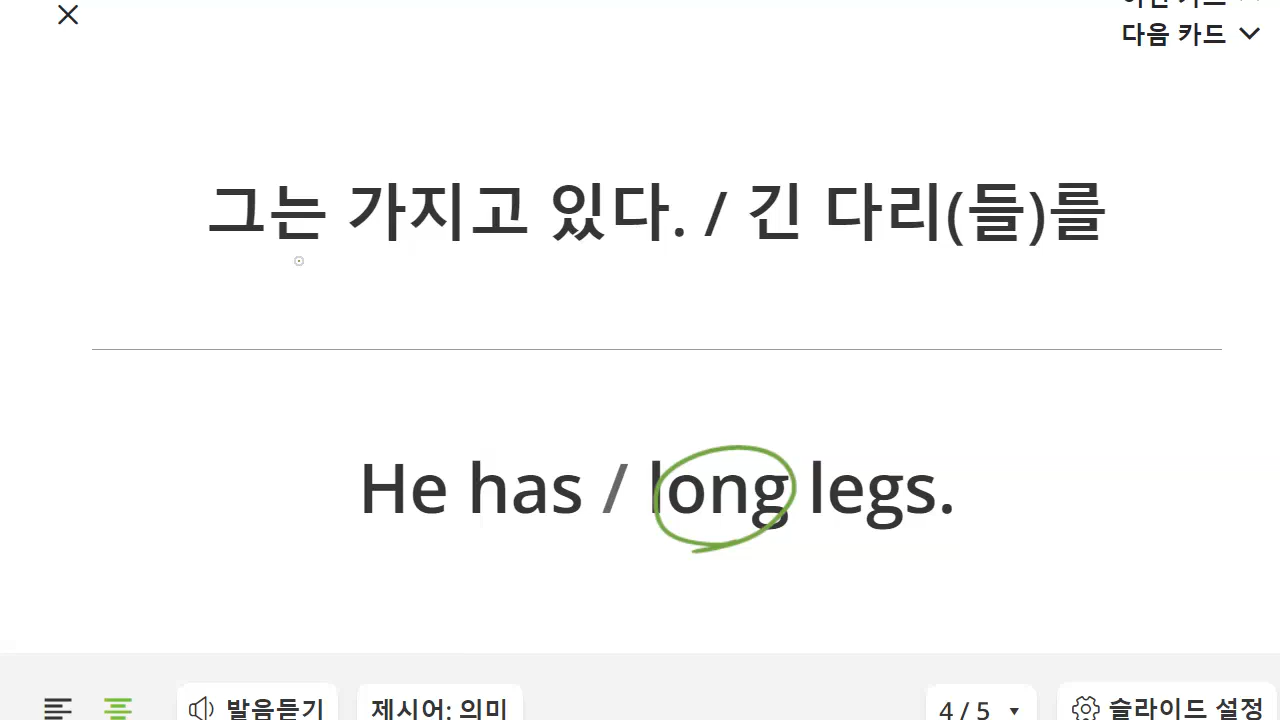 다음 카드
그는 가지고 있다. / 긴 다리(들)를
He has / long legs.
발음듣기
제시어: 의미
4 / 5
슬라이드 설정